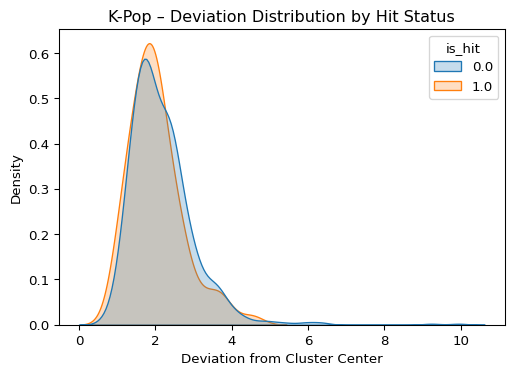 K-Pop – Deviation Distribution by Hit Status
is_hit
0.0
1.0
Density
0.6
0.5
0.4
0.3
0.2
0.1
0.0
0 2 4 6 8 10
Deviation from Cluster Center